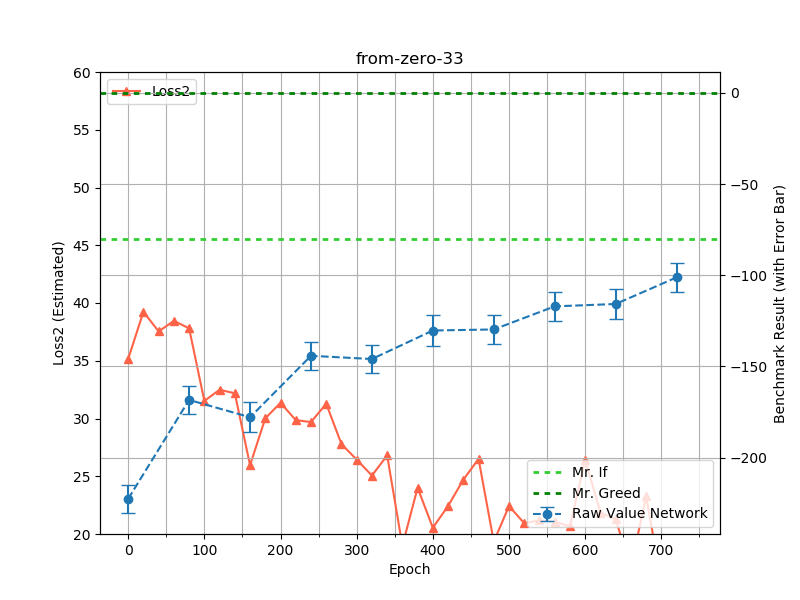 from-zero-33
60
55
50
45
40
35
30
25
20
Loss2 (Estimated)
Loss2
0
−50
−100
−150
−200
Benchmark Result (with Error Bar)
Mr. If
Mr. Greed
Raw Value Network
0 100 200 300 400 500 600 700
Epoch